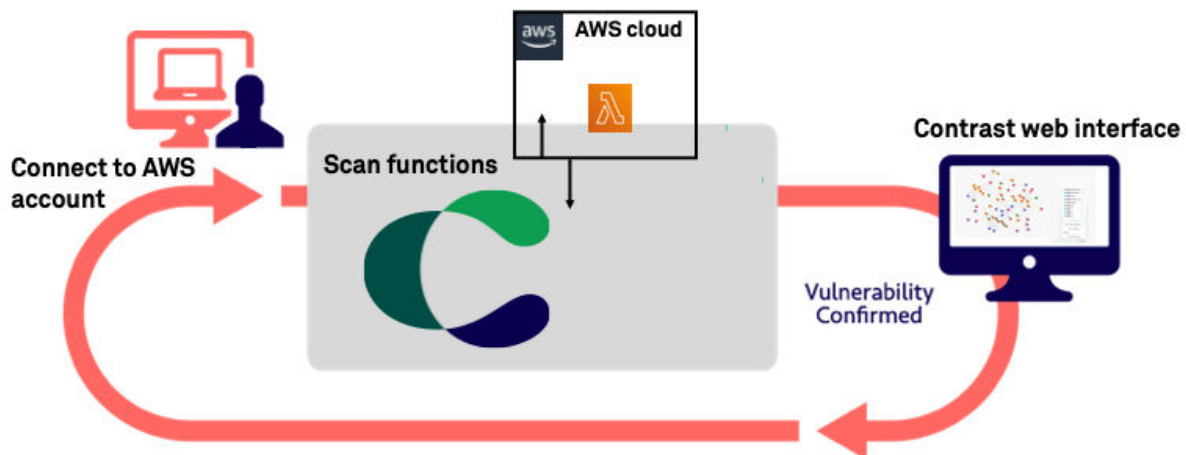 aws
AWS cloud
Connect to AWS
account
Scan functions
Contrast web interface
Vulnerability
Confirmed